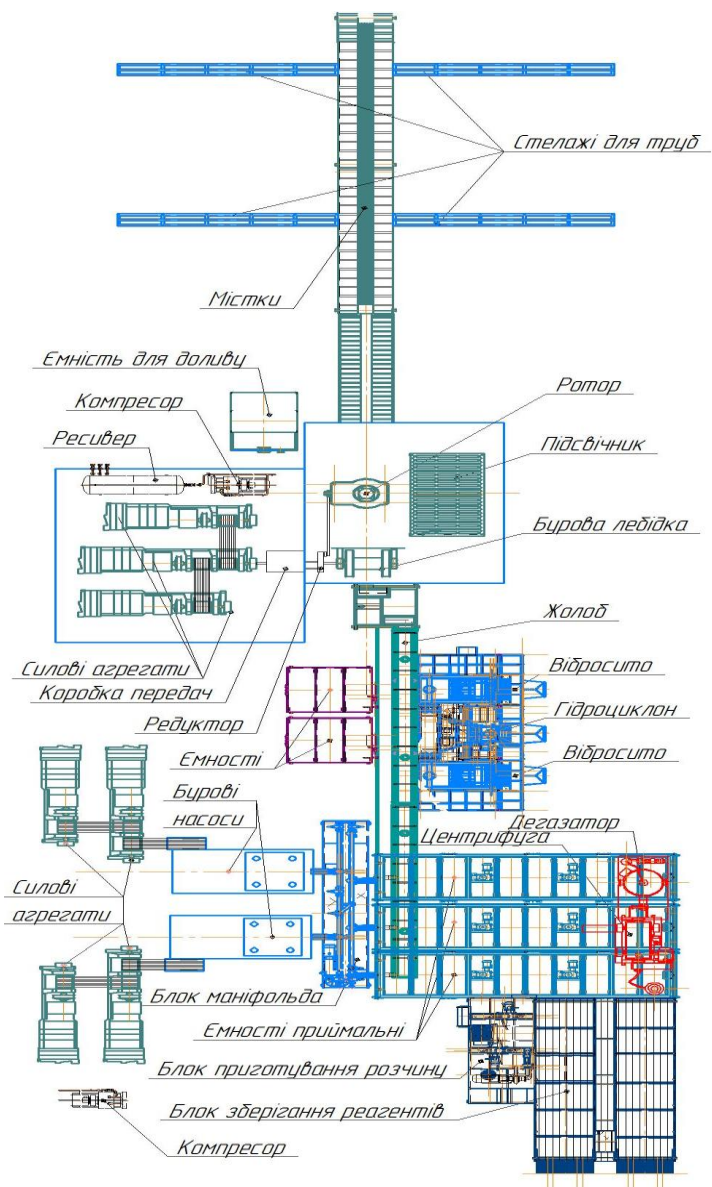 Стелажі для труб
Містки
Ємність для доливу
Компресор
Ротор
Ресивер
Підсвічник
Бурова лебідка
Жолоб
Силові агрегати
Коробка передач
Вібросито
Редуктор
Гідроциклон
Ємності
Вібросито
Бурові
насоси
Дегазатор
Центрифуга
Силові
агрегати
Блок маніфольда
Ємності приймальні
Блок приготування розчину
Блок зберігання реагентів
Компресор